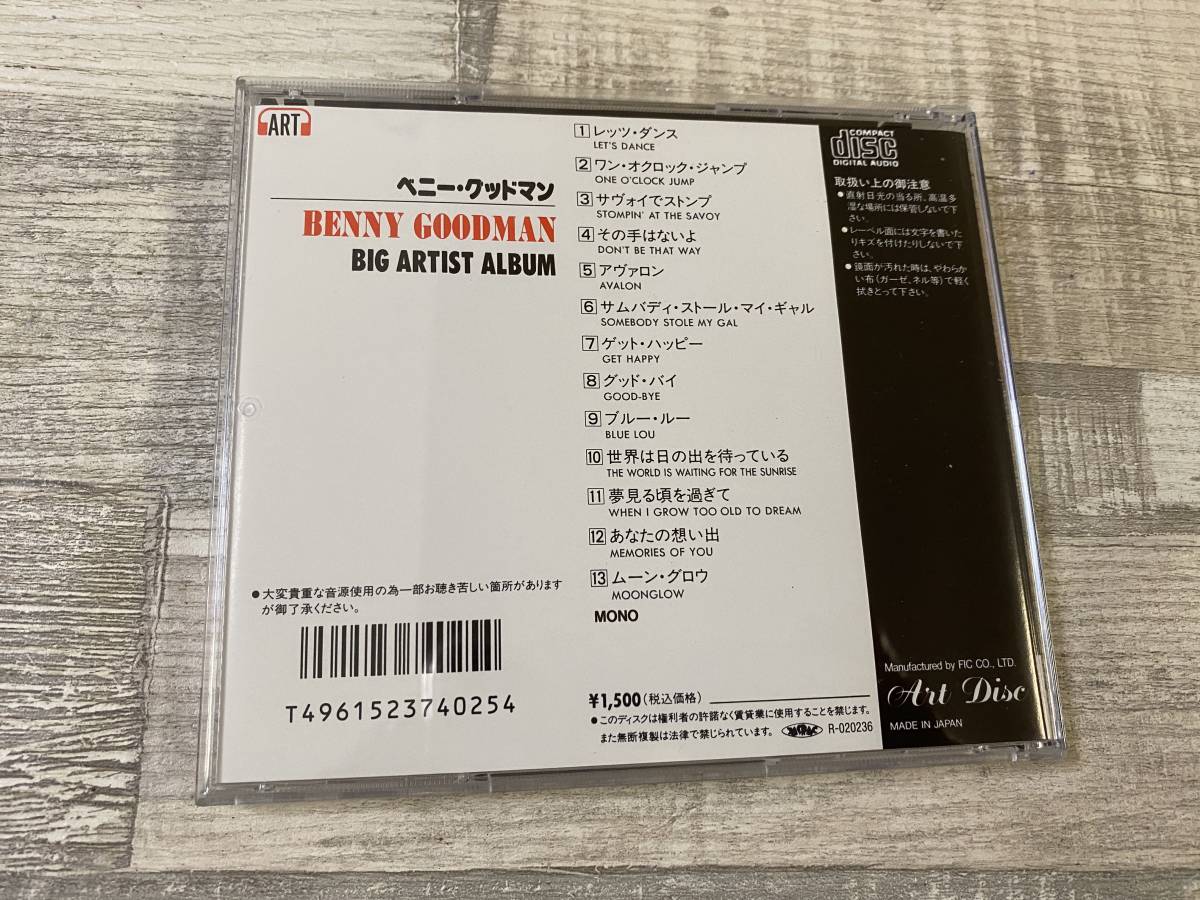 ART
ベニー・グッドマン
BENNY GOODMAN
BIG ARTIST ALBUM
1 レッツ・ダンス
LET'S DANCE
2 ワン・オクロック・ジャンプ
ONE O'CLOCK JUMP
3 サヴォイでストンプ
STOMPIN' AT THE SAVOY
4 その手はないよ
DON'T BE THAT WAY
5 アヴァロン
AVALON
6 サムバディ・ストール・マイ・ギャル
SOMEBODY STOLE MY GAL
7 ゲット・ハッピー
GET HAPPY
8 グッド・バイ
GOOD-BYE
9 ブルー・ルー
BLUE LOU
10 世界は日の出を待っている
THE WORLD IS WAITING FOR THE SUNRISE
11 夢見る頃を過ぎて
WHEN I GROW TOO OLD TO DREAM
12 あなたの想い出
MEMORIES OF YOU
13 ムーン・グロウ
MOONGLOW
MONO
●大変貴重な音源使用の為一部お聴き苦しい箇所があります
が御了承ください。
T4961523740254
¥1,500(税込価格)
●このディスクは権利者の許諾なく賃貸業に使用することを禁じます。
また無断複製は法律で禁じられています。
R-020236
COMPACT
disc
DIGITAL AUDIO
取扱い上の御注意
●直射日光の当る所、高温多
湿な場所には保管しないで下
さい。
●レーベル面には文字を書いた
りキズを付けたりしないで下
さい。
●鏡面が汚れた時は、やわらか
い布(ガーゼ、ネル等)で軽く
拭きとって下さい。
Manufactured by FIC CO., LTD.
Art Disc
MADE IN JAPAN